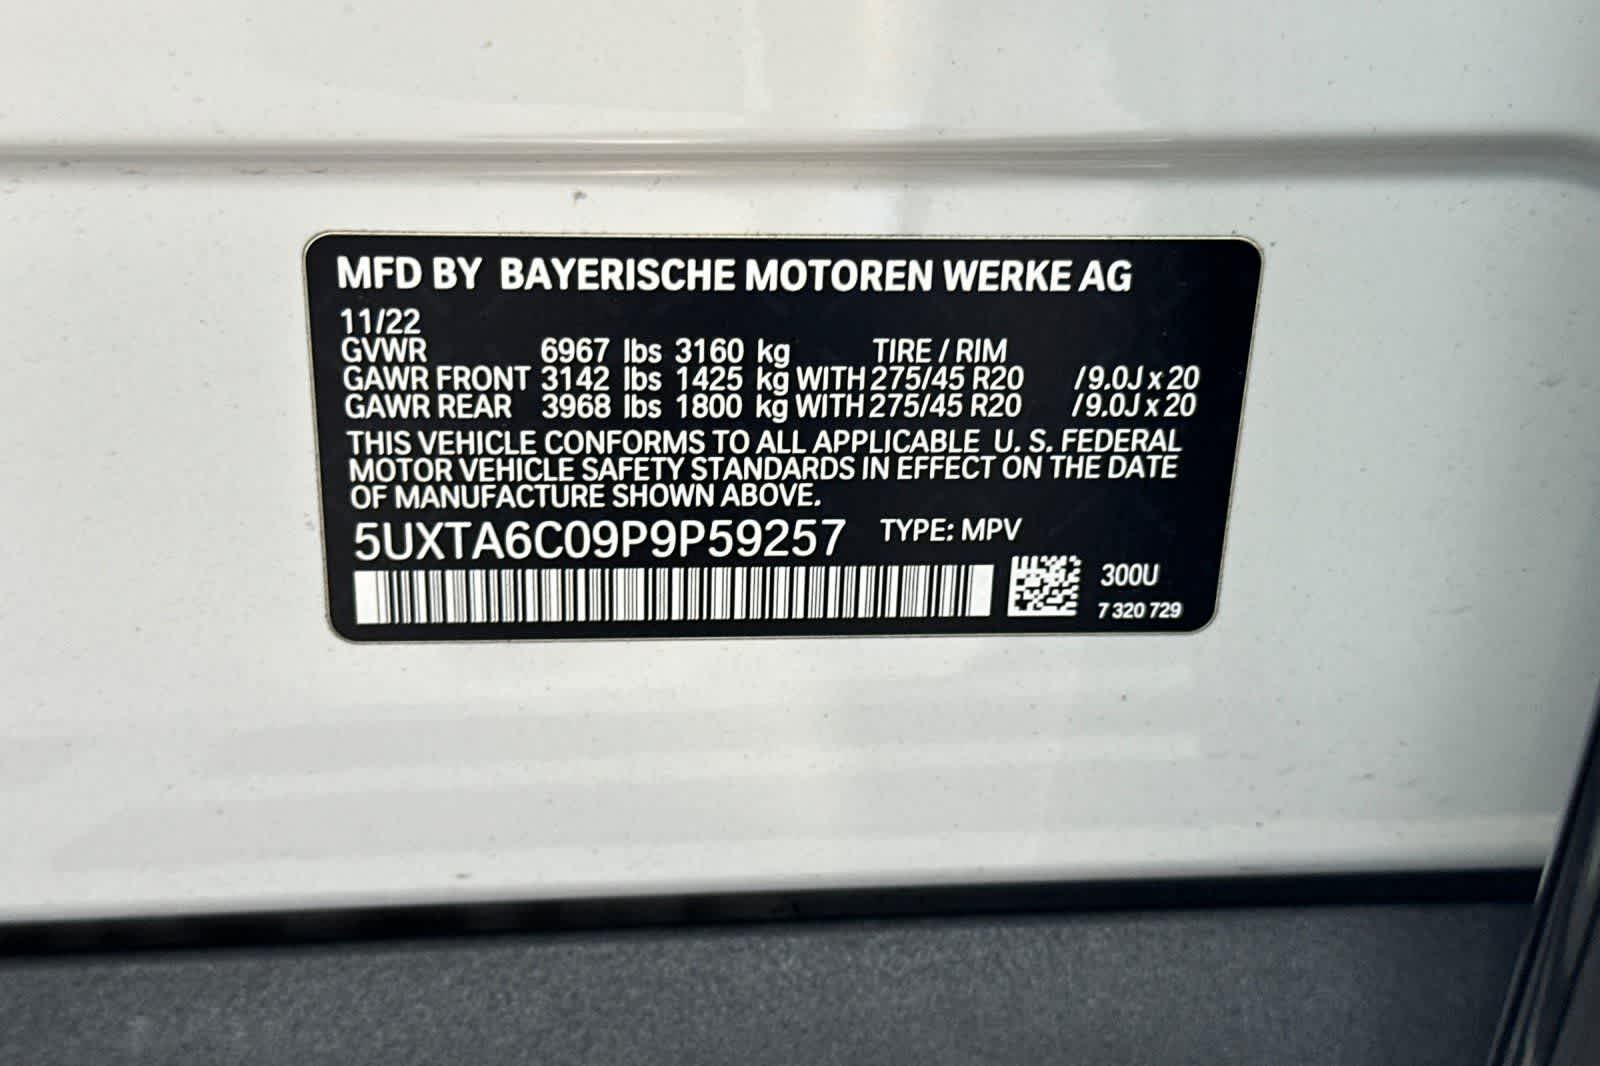 MFD BY BAYERISCHE MOTOREN WERKE AG
11/22
GVWR 6967 lbs 3160 kg TIRE / RIM
GAWR FRONT 3142 lbs 1425 kg WITH 275/45 R20 / 9.0J x 20
GAWR REAR 3968 lbs 1800 kg WITH 275/45 R20 / 9.0J x 20
THIS VEHICLE CONFORMS TO ALL APPLICABLE U. S. FEDERAL
MOTOR VEHICLE SAFETY STANDARDS IN EFFECT ON THE DATE
OF MANUFACTURE SHOWN ABOVE.
5UXTA6C09P9P59257 TYPE: MPV
300U
7 320 729